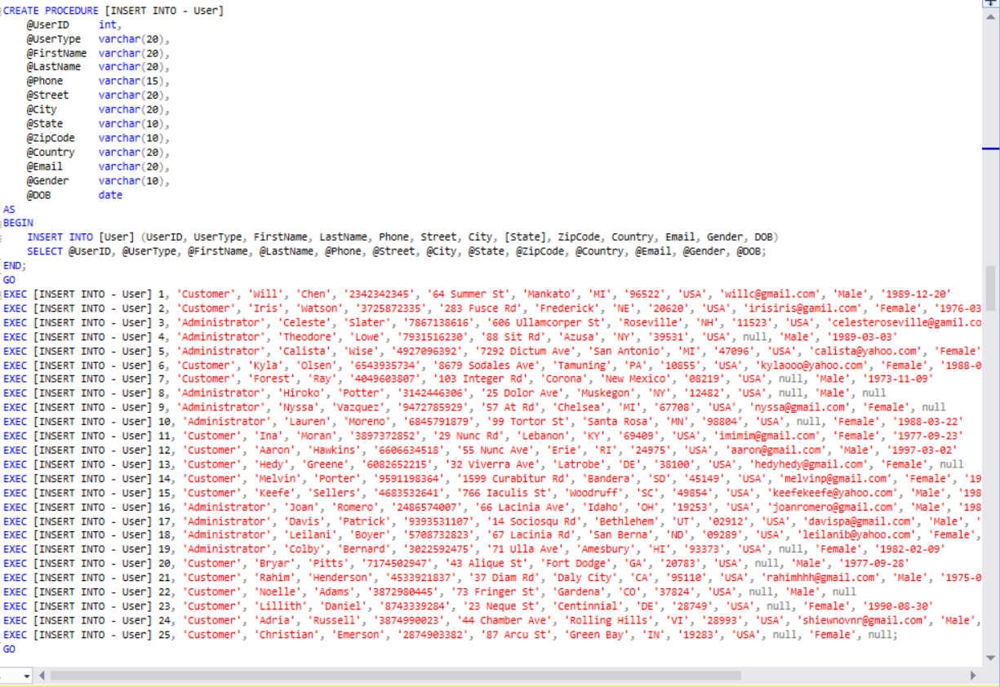 CREATE PROCEDURE [INSERT INTO - User]
    @UserID     int,
    @UserType   varchar(20),
    @FirstName  varchar(20),
    @LastName   varchar(20),
    @Phone      varchar(15),
    @Street     varchar(20),
    @City       varchar(20),
    @State      varchar(10),
    @ZipCode    varchar(10),
    @Country    varchar(20),
    @Email      varchar(20),
    @Gender     varchar(10),
    @DOB        date
AS
BEGIN
    INSERT INTO [User] (UserID, UserType, FirstName, LastName, Phone, Street, City, [State], ZipCode, Country, Email, Gender, DOB)
    SELECT @UserID, @UserType, @FirstName, @LastName, @Phone, @Street, @City, @State, @ZipCode, @Country, @Email, @Gender, @DOB;
END;
GO
EXEC [INSERT INTO - User] 1, 'Customer', 'Will', 'Chen', '2342342345', '64 Summer St', 'Mankato', 'MI', '96522', 'USA', 'willc@gmail.com', 'Male', '1989-12-20'
EXEC [INSERT INTO - User] 2, 'Customer', 'Iris', 'Watson', '3725872335', '283 Fusce Rd', 'Frederick', 'NE', '20620', 'USA', 'irisiris@gamil.com', 'Female', '1976-03
EXEC [INSERT INTO - User] 3, 'Administrator', 'Celeste', 'Slater', '7867138616', '606 Ullamcorper St', 'Roseville', 'NH', '11523', 'USA', 'celesteroseville@gamil.co
EXEC [INSERT INTO - User] 4, 'Administrator', 'Theodore', 'Lowe', '7931516230', '88 Sit Rd', 'Azusa', 'NY', '39531', 'USA', null, 'Male', '1989-03-03'
EXEC [INSERT INTO - User] 5, 'Administrator', 'Calista', 'Wise', '4927096392', '7292 Dictum Ave', 'San Antonio', 'MI', '47096', 'USA', 'calista@yahoo.com', 'Female'
EXEC [INSERT INTO - User] 6, 'Customer', 'Kyla', 'Olsen', '6543935734', '8679 Sodales Ave', 'Tamuning', 'PA', '10855', 'USA', 'kylaooo@yahoo.com', 'Female', '1988-0
EXEC [INSERT INTO - User] 7, 'Customer', 'Forest', 'Ray', '4049603807', '103 Integer Rd', 'Corona', 'New Mexico', '08219', 'USA', null, 'Male', '1973-11-09'
EXEC [INSERT INTO - User] 8, 'Administrator', 'Hiroko', 'Potter', '3142446306', '25 Dolor Ave', 'Muskegon', 'NY', '12482', 'USA', null, 'Male', null
EXEC [INSERT INTO - User] 9, 'Administrator', 'Nyssa', 'Vazquez', '9472785929', '57 At Rd', 'Chelsea', 'MI', '67708', 'USA', 'nyssa@gmail.com', 'Female', null
EXEC [INSERT INTO - User] 10, 'Administrator', 'Lauren', 'Moreno', '6845791879', '99 Tortor St', 'Santa Rosa', 'MN', '98804', 'USA', null, 'Female', '1988-03-22'
EXEC [INSERT INTO - User] 11, 'Customer', 'Ina', 'Moran', '3897372852', '29 Nunc Rd', 'Lebanon', 'KY', '69409', 'USA', 'imimim@gmail.com', 'Female', '1977-09-23'
EXEC [INSERT INTO - User] 12, 'Customer', 'Aaron', 'Hawkins', '6606634518', '55 Nunc Ave', 'Erie', 'RI', '24975', 'USA', 'aaron@gmail.com', 'Male', '1997-03-02'
EXEC [INSERT INTO - User] 13, 'Customer', 'Hedy', 'Greene', '6082652215', '32 Viverra Ave', 'Latrobe', 'DE', '38100', 'USA', 'hedyhedy@gmail.com', 'Female', null
EXEC [INSERT INTO - User] 14, 'Customer', 'Melvin', 'Porter', '9591198364', '1599 Curabitur Rd', 'Bandera', 'SD', '45149', 'USA', 'melvinp@gmail.com', 'Female', '19
EXEC [INSERT INTO - User] 15, 'Customer', 'Keefe', 'Sellers', '4683532641', '766 Iaculis St', 'Woodruff', 'SC', '49854', 'USA', 'keefekeefe@yahoo.com', 'Male', '198
EXEC [INSERT INTO - User] 16, 'Administrator', 'Joan', 'Romero', '2486574007', '66 Lacinia Ave', 'Idaho', 'OH', '19253', 'USA', 'joanromero@gmail.com', 'Male', '198
EXEC [INSERT INTO - User] 17, 'Administrator', 'Davis', 'Patrick', '9393531107', '14 Sociosqu Rd', 'Bethlehem', 'UT', '02912', 'USA', 'davispa@gmail.com', 'Male', '
EXEC [INSERT INTO - User] 18, 'Administrator', 'Leilani', 'Boyer', '5708732823', '67 Lacinia Rd', 'San Berna', 'ND', '09289', 'USA', 'leilanib@yahoo.com', 'Female',
EXEC [INSERT INTO - User] 19, 'Administrator', 'Colby', 'Bernard', '3022592475', '71 Ulla Ave', 'Amesbury', 'HI', '93373', 'USA', null, 'Female', '1982-02-09'
EXEC [INSERT INTO - User] 20, 'Customer', 'Bryar', 'Pitts', '7174502947', '43 Alique St', 'Fort Dodge', 'GA', '20783', 'USA', null, 'Male', '1977-09-28'
EXEC [INSERT INTO - User] 21, 'Customer', 'Rahim', 'Henderson', '4533921837', '37 Diam Rd', 'Daly City', 'CA', '95110', 'USA', 'rahimhhh@gmail.com', 'Male', '1975-0
EXEC [INSERT INTO - User] 22, 'Customer', 'Noelle', 'Adams', '3872980445', '73 Fringer St', 'Gardena', 'CO', '37824', 'USA', null, 'Male', null
EXEC [INSERT INTO - User] 23, 'Customer', 'Lillith', 'Daniel', '8743339284', '23 Neque St', 'Centinnial', 'DE', '28749', 'USA', null, 'Female', '1990-08-30'
EXEC [INSERT INTO - User] 24, 'Customer', 'Adria', 'Russell', '3874990023', '44 Chamber Ave', 'Rolling Hills', 'VI', '28993', 'USA', 'shiewnovnr@gmail.com', 'Male',
EXEC [INSERT INTO - User] 25, 'Customer', 'Christian', 'Emerson', '2874903382', '87 Arcu St', 'Green Bay', 'IN', '19283', 'USA', null, 'Female', null;
GO